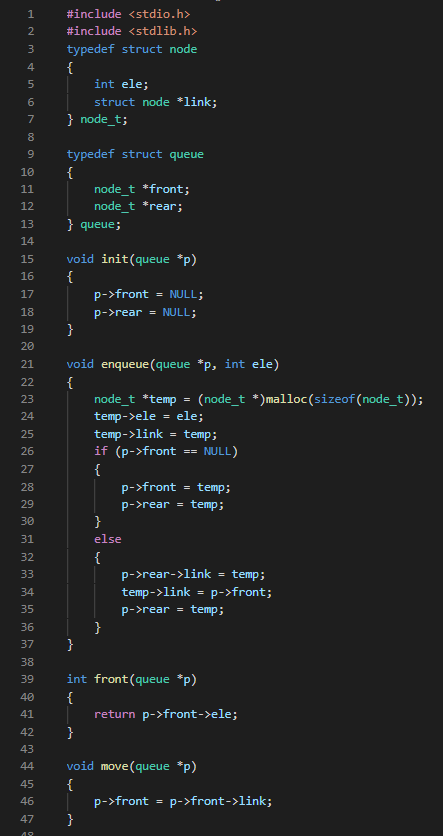 1 #include <stdio.h>
2 #include <stdlib.h>
3 typedef struct node
4 {
5     int ele;
6     struct node *link;
7 } node_t;
8
9 typedef struct queue
10 {
11     node_t *front;
12     node_t *rear;
13 } queue;
14
15 void init(queue *p)
16 {
17     p->front = NULL;
18     p->rear = NULL;
19 }
20
21 void enqueue(queue *p, int ele)
22 {
23     node_t *temp = (node_t *)malloc(sizeof(node_t));
24     temp->ele = ele;
25     temp->link = temp;
26     if (p->front == NULL)
27     {
28         p->front = temp;
29         p->rear = temp;
30     }
31     else
32     {
33         p->rear->link = temp;
34         temp->link = p->front;
35         p->rear = temp;
36     }
37 }
38
39 int front(queue *p)
40 {
41     return p->front->ele;
42 }
43
44 void move(queue *p)
45 {
46     p->front = p->front->link;
47 }
48